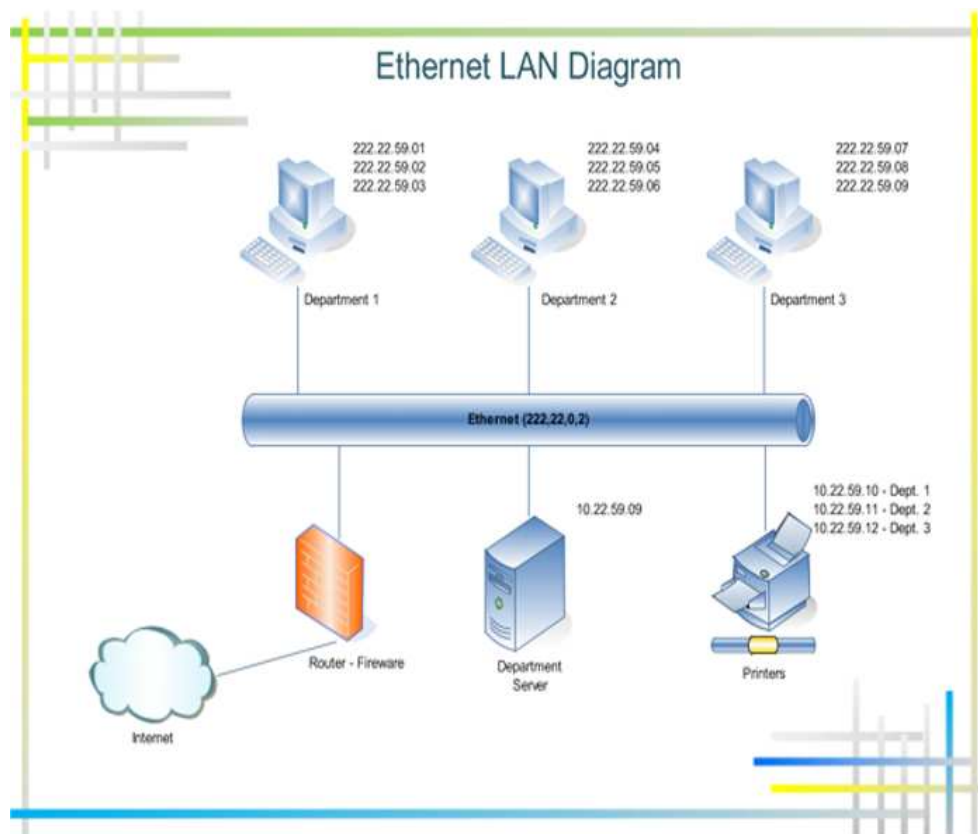 Ethernet LAN Diagram
222.22.59.01
222.22.59.02
222.22.59.03
222.22.59.04
222.22.59.05
222.22.59.06
222.22.59.07
222.22.59.08
222.22.59.09
Department 1
Department 2
Department 3
Ethernet (222,22,0,2)
10.22.59.09
10.22.59.10 - Dept. 1
10.22.59.11 - Dept. 2
10.22.59.12 - Dept. 3
Router - Fireware
Department
Server
Printers
Internet